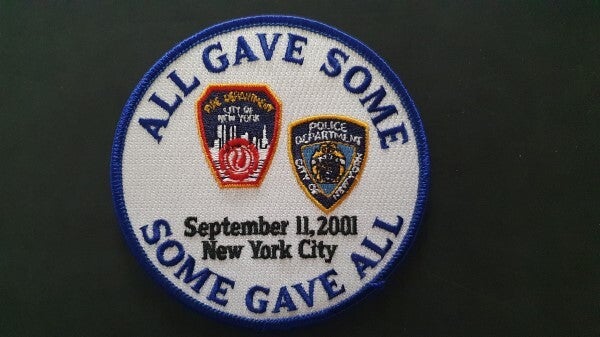 ALL GAVE SOME
FIRE DEPARTMENT
CITY OF
NEW YORK
POLICE
DEPARTMENT
CITY OF
NEW YORK
September 11, 2001
New York City
SOME GAVE ALL